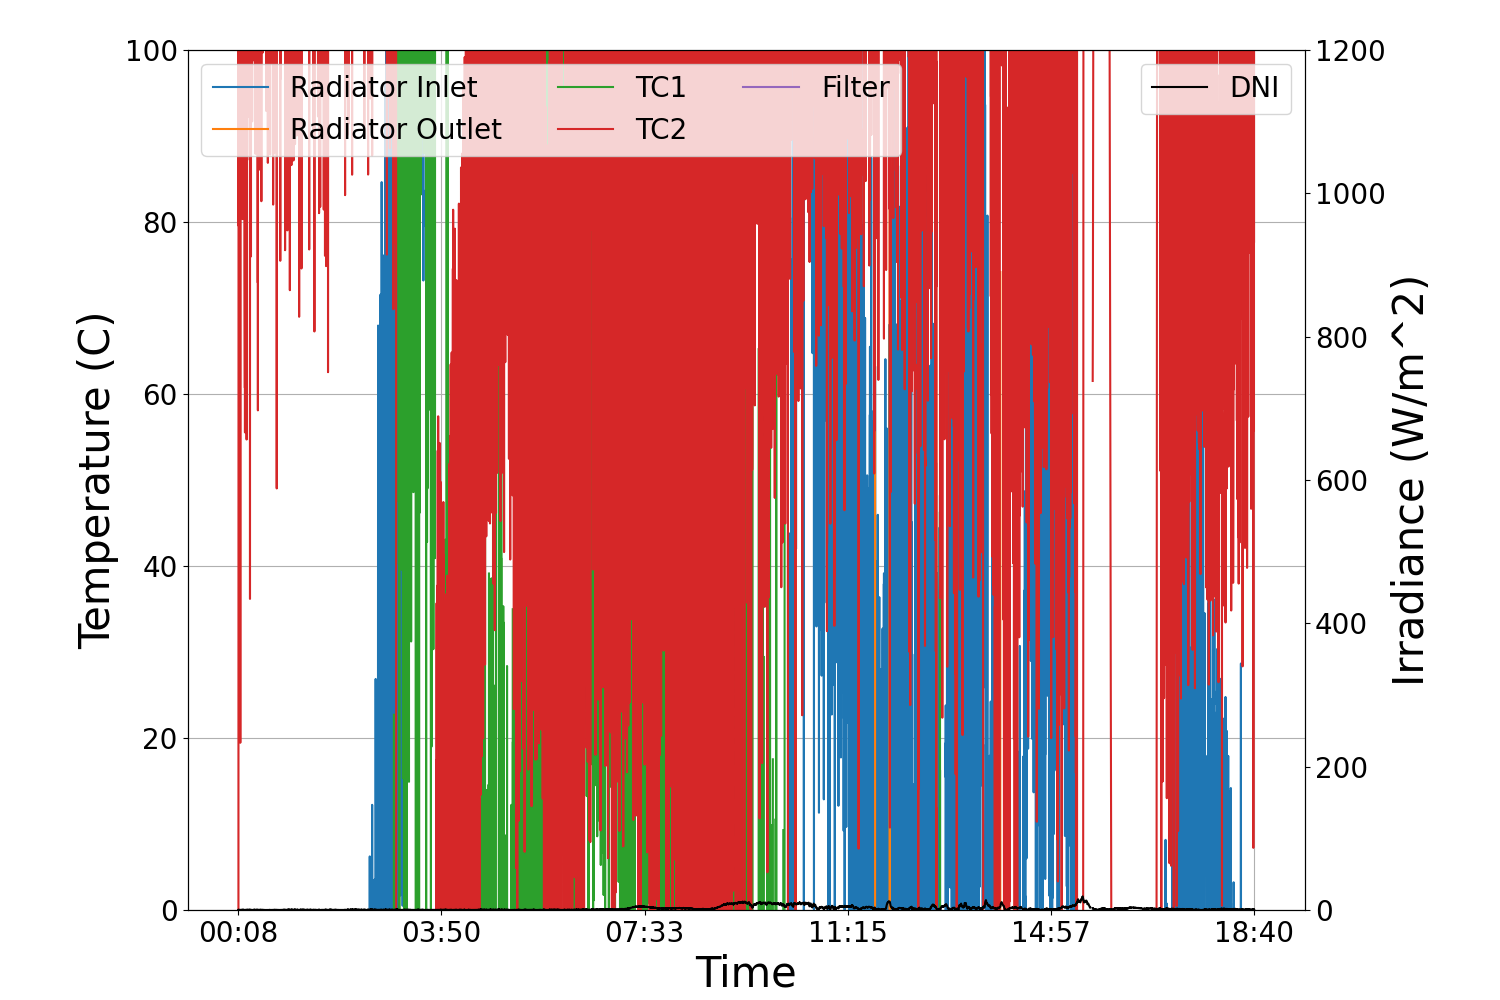 100
80
60
40
20
0
Temperature (C)
Radiator Inlet
Radiator Outlet
TC1
TC2
Filter
DNI
1200
1000
800
600
400
200
0
Irradiance (W/m^2)
00:08 03:50 07:33 11:15 14:57 18:40
Time